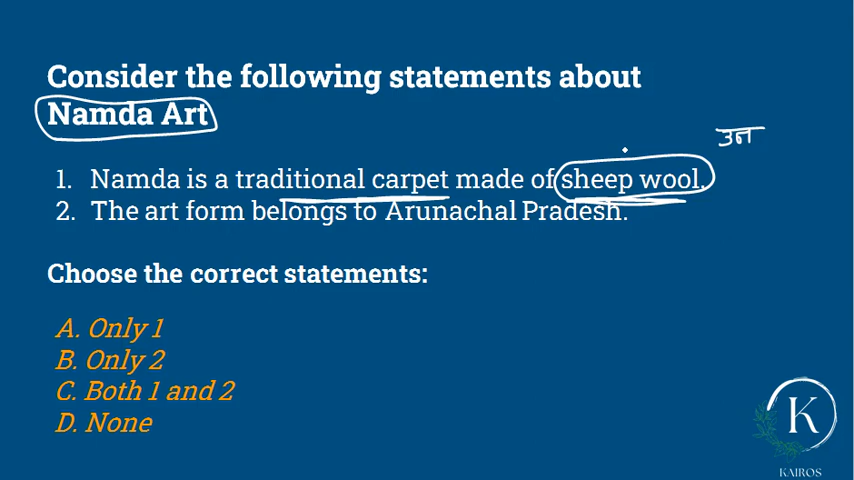 Consider the following statements about
Namda Art
उन
1. Namda is a traditional carpet made of sheep wool.
2. The art form belongs to Arunachal Pradesh.
Choose the correct statements:
A. Only 1
B. Only 2
C. Both 1 and 2
D. None
K
KAIROS